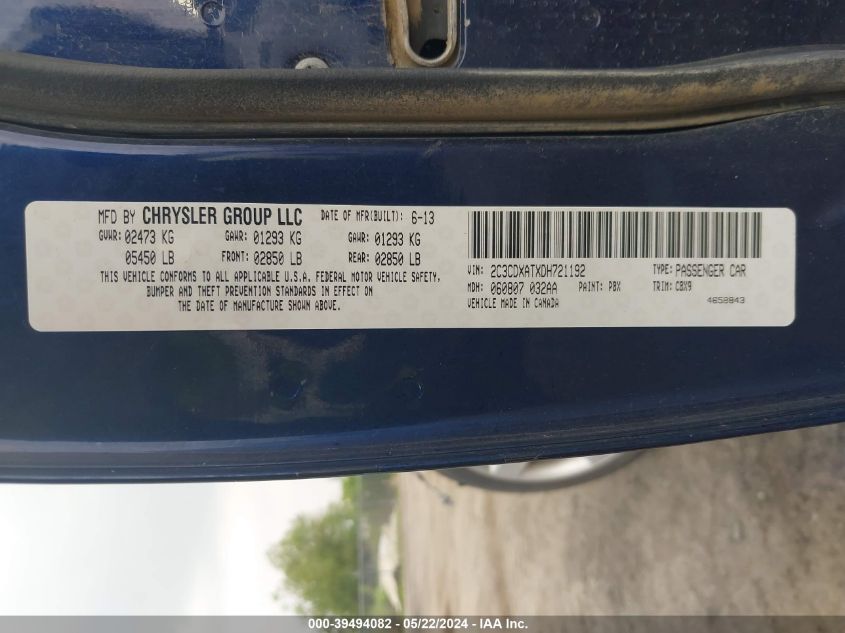 MFD BY CHRYSLER GROUP LLC DATE OF MFR(BUILT): 6-13
GVWR: 02473 KG GAWR: 01293 KG GAWR: 01293 KG
05450 LB FRONT: 02850 LB REAR: 02850 LB
THIS VEHICLE CONFORMS TO ALL APPLICABLE U.S.A. FEDERAL MOTOR VEHICLE SAFETY,
BUMPER AND THEFT PREVENTION STANDARDS IN EFFECT ON
THE DATE OF MANUFACTURE SHOWN ABOVE.
VIN: 2C3CDXATXDH721192 TYPE: PASSENGER CAR
MDH: 060807 032AA PAINT: PBX TRIM: CBX9
VEHICLE MADE IN CANADA 4658843
000-39494082 - 05/22/2024 - IAA Inc.